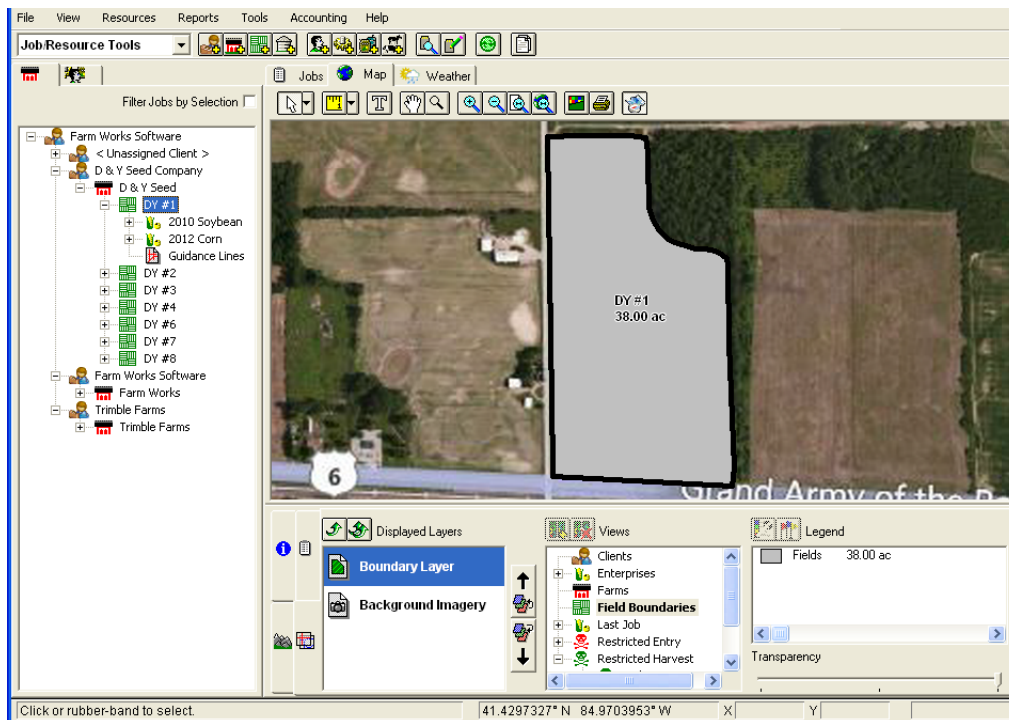 File View Resources Reports Tools Accounting Help
Job/Resource Tools
Jobs Map Weather
Filter Jobs by Selection
Farm Works Software
< Unassigned Client >
D & Y Seed Company
D & Y Seed
DY #1
2010 Soybean
2012 Corn
Guidance Lines
DY #2
DY #3
DY #4
DY #6
DY #7
DY #8
Farm Works Software
Farm Works
Trimble Farms
Trimble Farms
DY #1
38.00 ac
6
Grand Army of the
Displayed Layers
Boundary Layer
Background Imagery
Views
Clients
Enterprises
Farms
Field Boundaries
Last Job
Restricted Entry
Restricted Harvest
Legend
Fields 38.00 ac
Transparency
Click or rubber-band to select. 41.4297327° N 84.9703953° W X Y